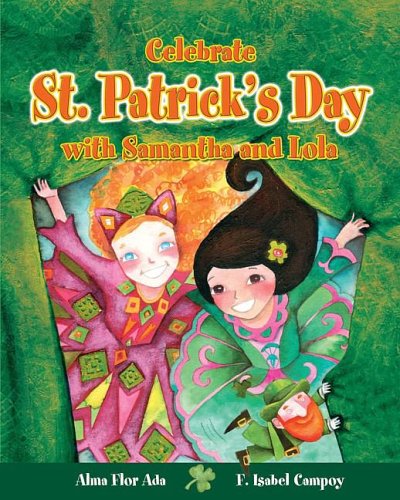 Celebrate
St. Patrick's Day
with Samantha and Lola
Alma Flor Ada F. Isabel Campoy